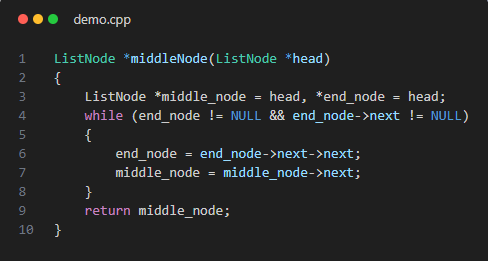 demo.cpp
1 ListNode *middleNode(ListNode *head)
2 {
3     ListNode *middle_node = head, *end_node = head;
4     while (end_node != NULL && end_node->next != NULL)
5     {
6         end_node = end_node->next->next;
7         middle_node = middle_node->next;
8     }
9     return middle_node;
10 }